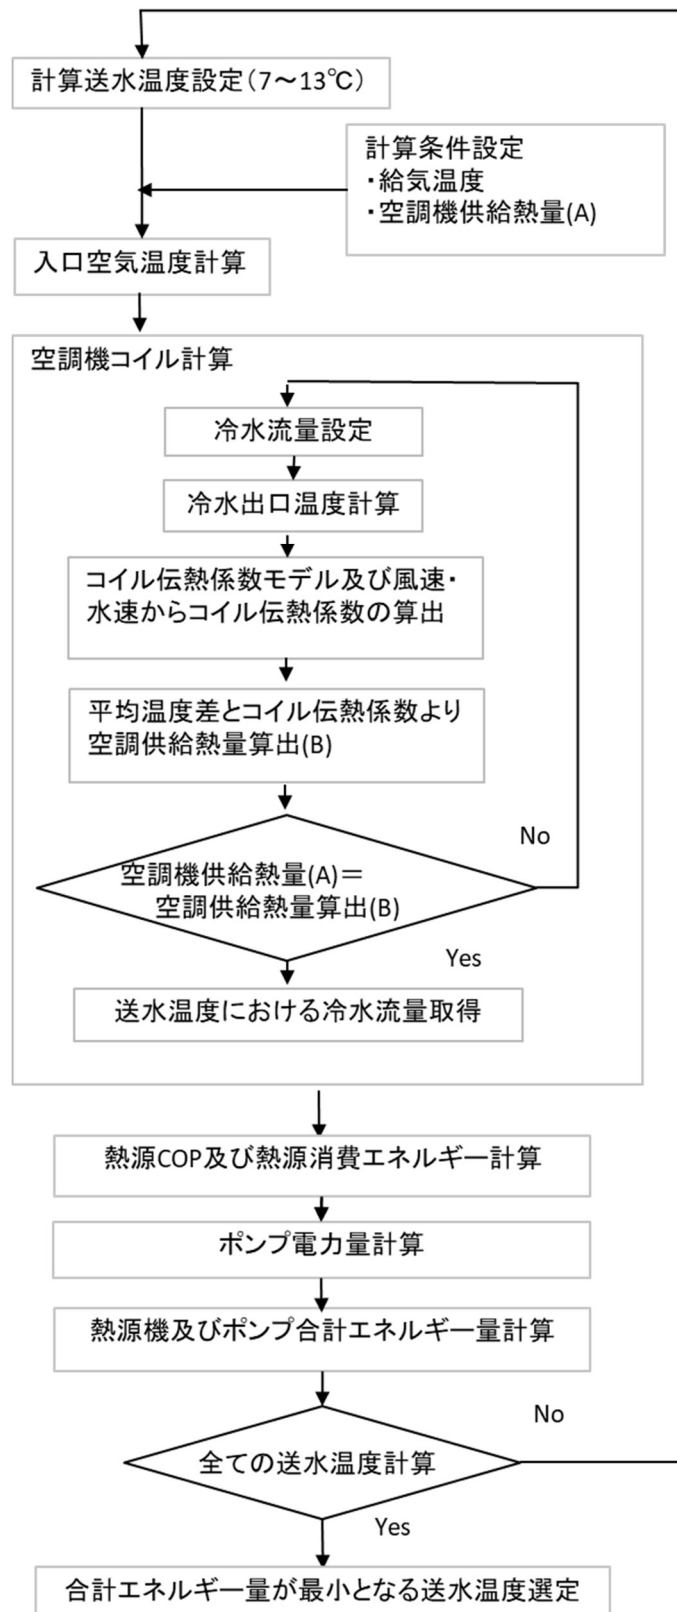 計算送水温度設定(7～13℃)
計算条件設定
・給気温度
・空調機供給熱量(A)
入口空気温度計算
空調機コイル計算
冷水流量設定
冷水出口温度計算
コイル伝熱係数モデル及び風速・
水速からコイル伝熱係数の算出
平均温度差とコイル伝熱係数より
空調供給熱量算出(B)
No
空調機供給熱量(A)＝
空調供給熱量算出(B)
Yes
送水温度における冷水流量取得
熱源COP及び熱源消費エネルギー計算
ポンプ電力量計算
熱源機及びポンプ合計エネルギー量計算
No
全ての送水温度計算
Yes
合計エネルギー量が最小となる送水温度選定